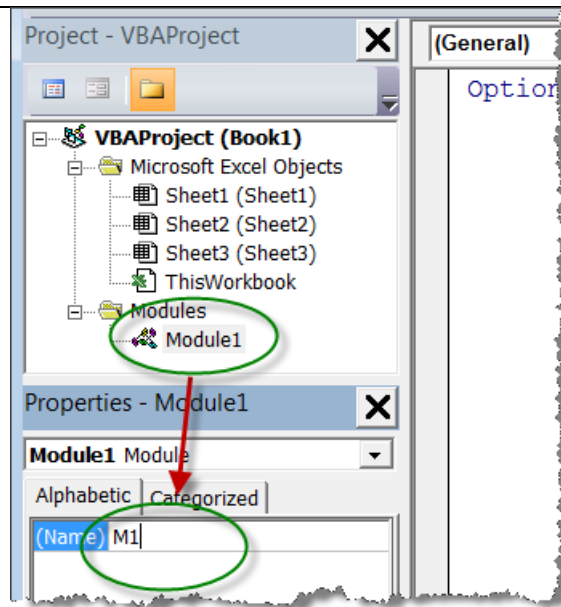 Project - VBAProject
(General)
Option
VBAProject (Book1)
Microsoft Excel Objects
Sheet1 (Sheet1)
Sheet2 (Sheet2)
Sheet3 (Sheet3)
ThisWorkbook
Modules
Module1
Properties - Module1
Module1 Module
Alphabetic Categorized
(Name) M1